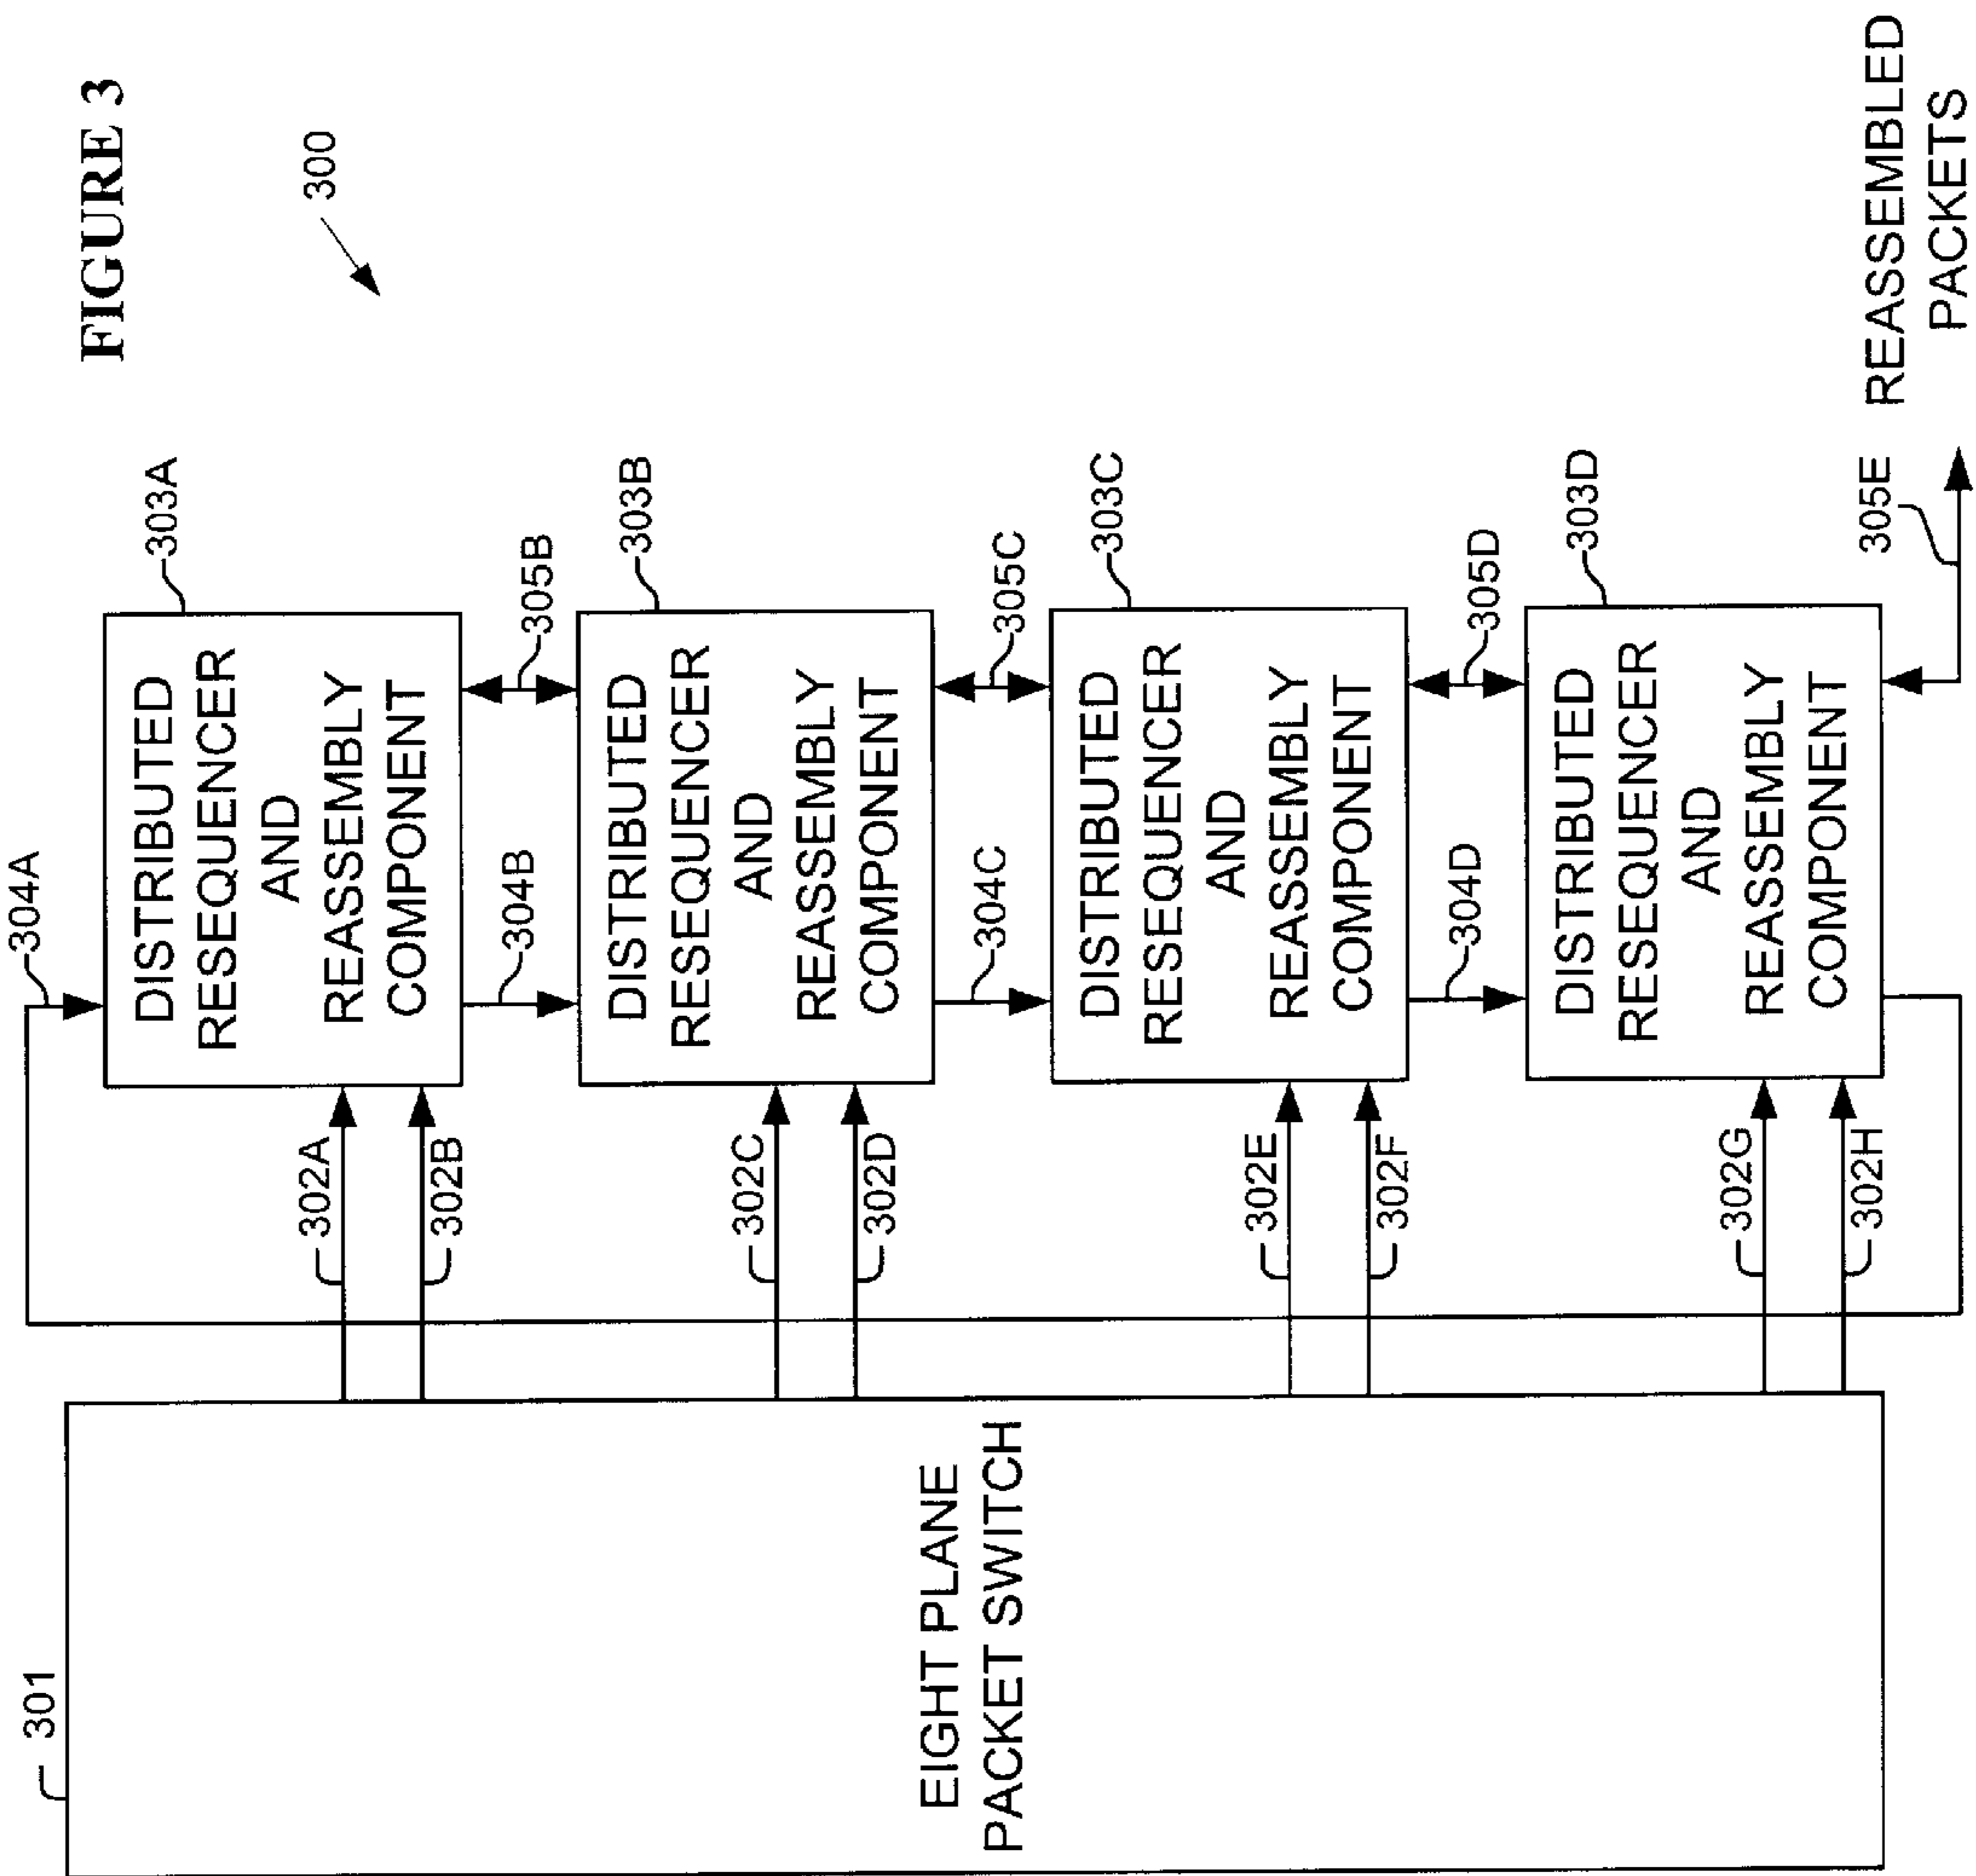 FIGURE 3
300
301
EIGHT PLANE
PACKET SWITCH
302A
302B
302C
302D
302E
302F
302G
302H
304A
303A
DISTRIBUTED
RESEQUENCER
AND
REASSEMBLY
COMPONENT
304B
305B
303B
DISTRIBUTED
RESEQUENCER
AND
REASSEMBLY
COMPONENT
304C
305C
303C
DISTRIBUTED
RESEQUENCER
AND
REASSEMBLY
COMPONENT
304D
305D
303D
DISTRIBUTED
RESEQUENCER
AND
REASSEMBLY
COMPONENT
305E
REASSEMBLED
PACKETS